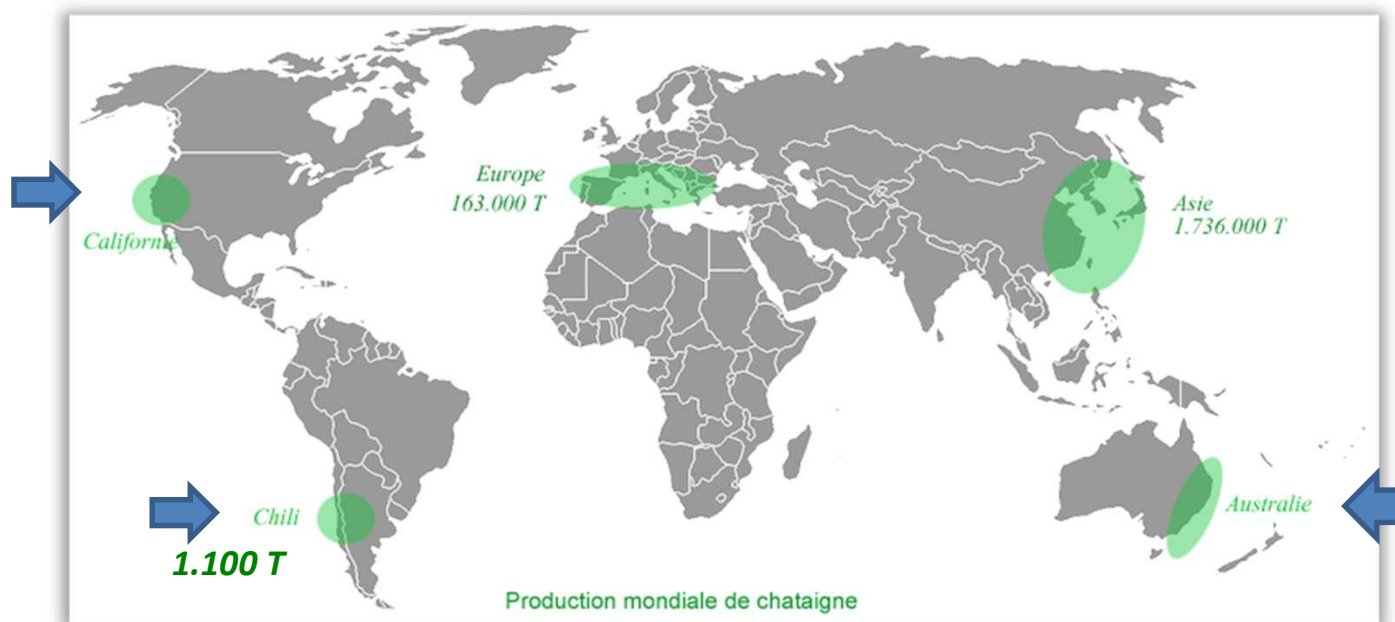 Europe
163.000 T
Asie
1.736.000 T
Californie
Chili
1.100 T
Australie
Production mondiale de chataigne